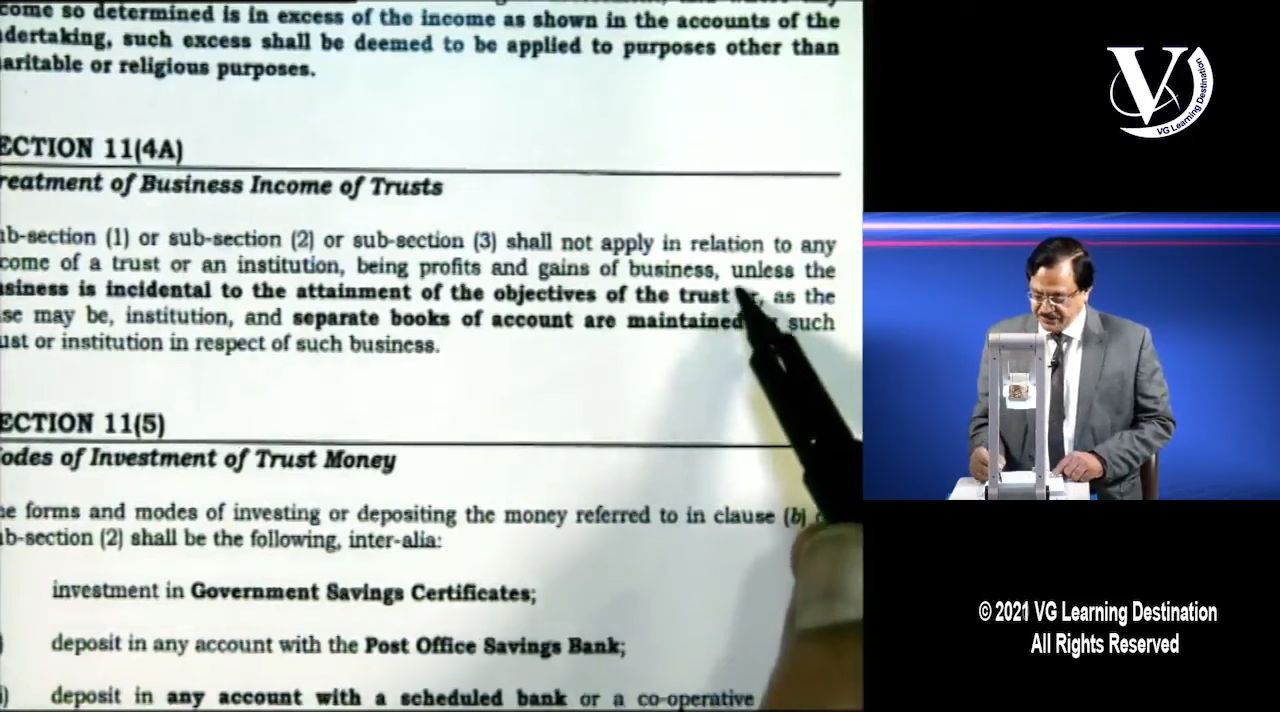 come so determined is in excess of the income as shown in the accounts of the
dertaking, such excess shall be deemed to be applied to purposes other than
aritable or religious purposes.
ECTION 11(4A)
reatment of Business Income of Trusts
ub-section (1) or sub-section (2) or sub-section (3) shall not apply in relation to any
come of a trust or an institution, being profits and gains of business, unless the
usiness is incidental to the attainment of the objectives of the trust as the
se may be, institution, and separate books of account are maintained such
ust or institution in respect of such business.
ECTION 11(5)
odes of Investment of Trust Money
he forms and modes of investing or depositing the money referred to in clause (b)
ub-section (2) shall be the following, inter-alia:
investment in Government Savings Certificates;
) deposit in any account with the Post Office Savings Bank;
i) deposit in any account with a scheduled bank or a co-operative
V
VG Learning Destination
© 2021 VG Learning Destination
All Rights Reserved